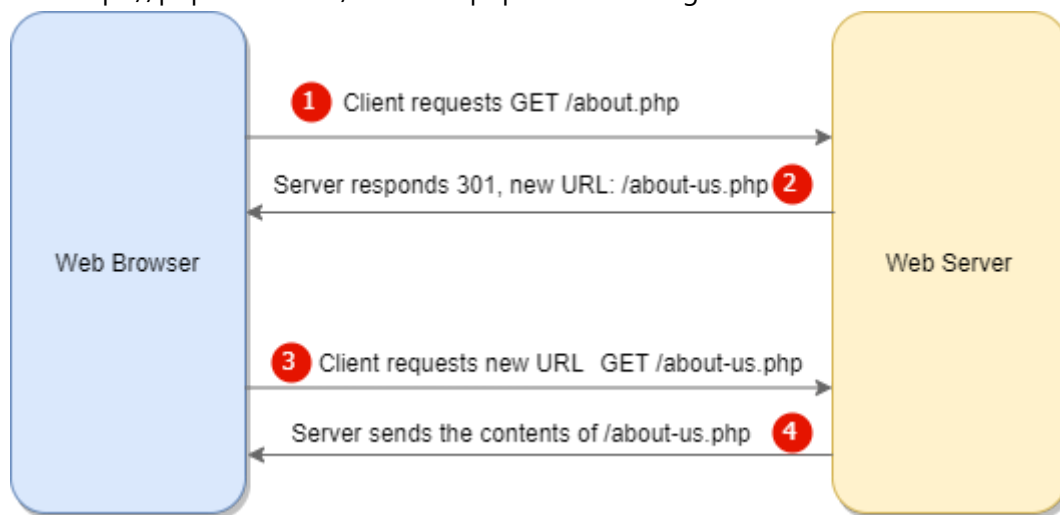 1 Client requests GET /about.php
Server responds 301, new URL: /about-us.php 2
Web Browser
Web Server
3 Client requests new URL GET /about-us.php
Server sends the contents of /about-us.php 4